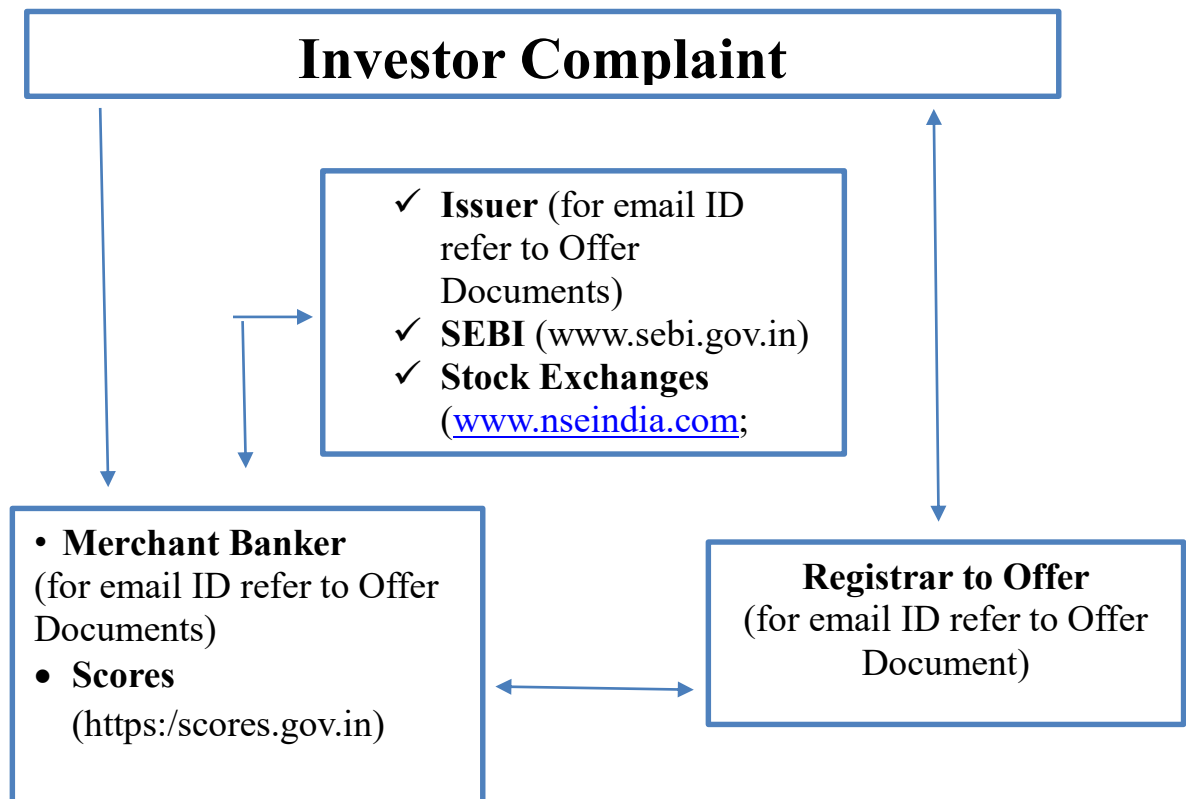 Investor Complaint
✓ Issuer (for email ID
refer to Offer
Documents)
✓ SEBI (www.sebi.gov.in)
✓ Stock Exchanges
(www.nseindia.com;
• Merchant Banker
(for email ID refer to Offer
Documents)
• Scores
(https:/scores.gov.in)
Registrar to Offer
(for email ID refer to Offer
Document)